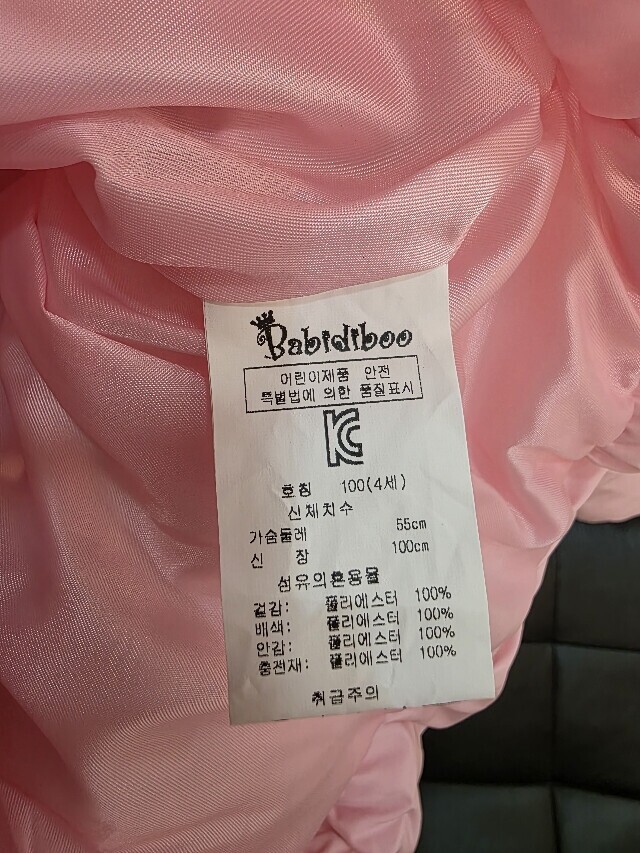 Babidiboo
어린이제품 안전
특별법에 의한 품질표시
KC
호칭 100(4세)
신체치수
가슴둘레 55cm
신 장 100cm
섬유의혼용율
겉감: 폴리에스터 100%
배색: 폴리에스터 100%
안감: 폴리에스터 100%
충전재: 폴리에스터 100%
취급주의